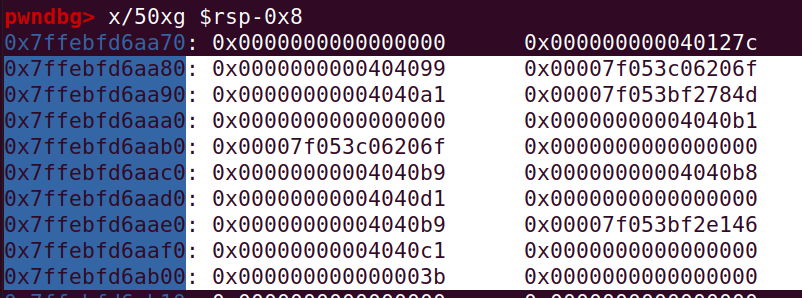 pwndbg> x/50xg $rsp-0x8
0x7ffebfd6aa70: 0x0000000000000000 0x000000000040127c
0x7ffebfd6aa80: 0x0000000000404099 0x00007f053c06206f
0x7ffebfd6aa90: 0x00000000004040a1 0x00007f053bf2784d
0x7ffebfd6aaa0: 0x0000000000000000 0x00000000004040b1
0x7ffebfd6aab0: 0x00007f053c06206f 0x0000000000000000
0x7ffebfd6aac0: 0x00000000004040b9 0x00000000004040b8
0x7ffebfd6aad0: 0x00000000004040d1 0x0000000000000000
0x7ffebfd6aae0: 0x00000000004040b9 0x00007f053bf2e146
0x7ffebfd6aaf0: 0x00000000004040c1 0x0000000000000000
0x7ffebfd6ab00: 0x000000000000003b 0x0000000000000000